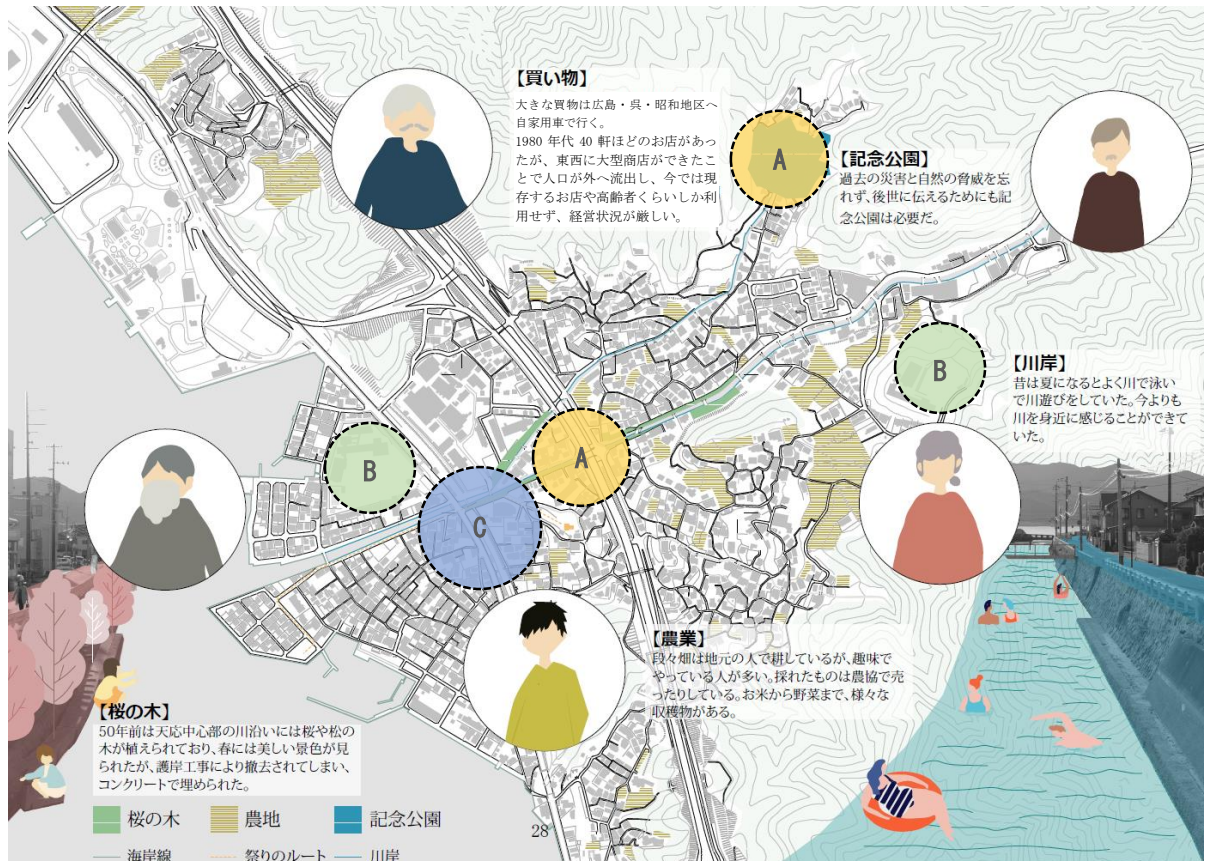 【買い物】
大きな買物は広島・呉・昭和地区へ
自家用車で行く。
1980 年代 40 軒ほどのお店があっ
たが、東西に大型商店ができたこ
とで人口が外へ流出し、今では現
存するお店や高齢者くらいしか利
用せず、経営状況が厳しい。
A
【記念公園】
過去の災害と自然の脅威を忘
れず、後世に伝えるためにも記
念公園は必要だ。
B
【川岸】
昔は夏になるとよく川で泳い
で川遊びをしていた。今よりも
川を身近に感じることができて
いた。
A
B
C
【農業】
段々畑は地元の人で耕しているが、趣味で
やっている人が多い。採れたものは農協で売
ったりしている。お米から野菜まで、様々な
収穫物がある。
【桜の木】
50年前は天応中心部の川沿いには桜や松の
木が植えられており、春には美しい景色が見
られたが、護岸工事により撤去されてしまい、
コンクリートで埋められた。
桜の木 農地 記念公園
28
海岸線 祭りのルート 川岸